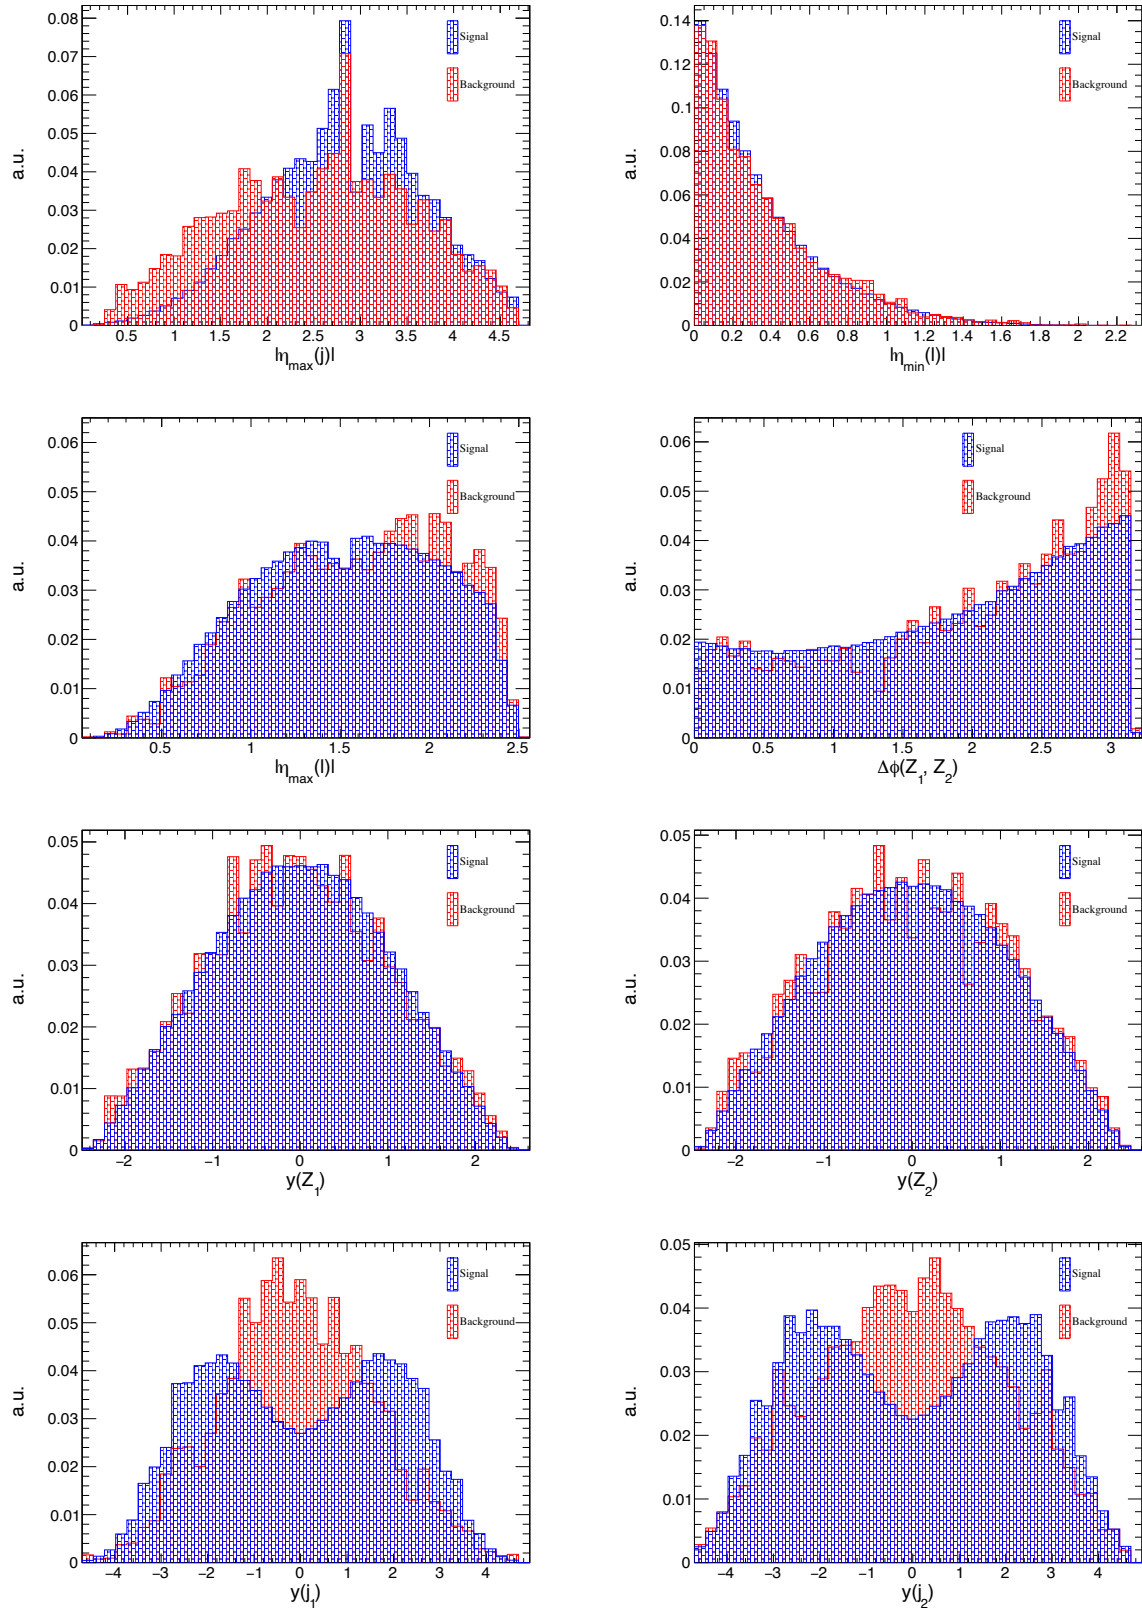 0.08
0.07
0.06
0.05
0.04
0.03
0.02
0.01
0
a.u.
Signal
Background
0.5 1 1.5 2 2.5 3 3.5 4 4.5
|η_max(j)|
0.14
0.12
0.1
0.08
0.06
0.04
0.02
0
a.u.
Signal
Background
0 0.2 0.4 0.6 0.8 1 1.2 1.4 1.6 1.8 2 2.2
|η_min(l)|
0.06
0.05
0.04
0.03
0.02
0.01
0
a.u.
Signal
Background
0.5 1 1.5 2 2.5
|η_max(l)|
0.06
0.05
0.04
0.03
0.02
0.01
0
a.u.
Signal
Background
0 0.5 1 1.5 2 2.5 3
Δϕ(Z_1, Z_2)
0.05
0.04
0.03
0.02
0.01
0
a.u.
Signal
Background
−2 −1 0 1 2
y(Z_1)
0.05
0.04
0.03
0.02
0.01
0
a.u.
Signal
Background
−2 −1 0 1 2
y(Z_2)
0.06
0.05
0.04
0.03
0.02
0.01
0
a.u.
Signal
Background
−4 −3 −2 −1 0 1 2 3 4
y(j_1)
0.05
0.04
0.03
0.02
0.01
0
a.u.
Signal
Background
−4 −3 −2 −1 0 1 2 3 4
y(j_2)